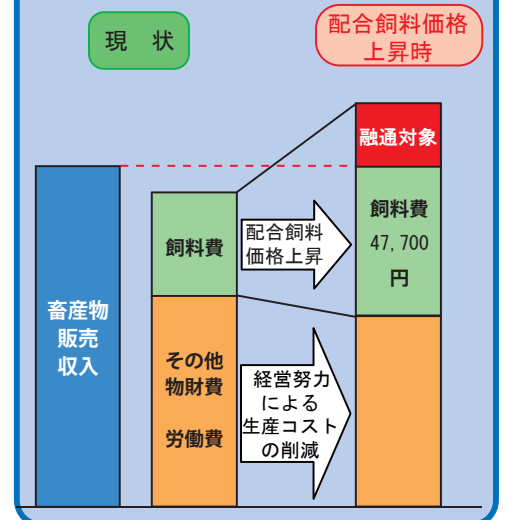 現 状
配合飼料価格
上昇時
融通対象
飼料費
47,700
円
配合飼料
価格上昇
飼料費
畜産物
販売
収入
その他
物財費
労働費
経営努力
による
生産コスト
の削減